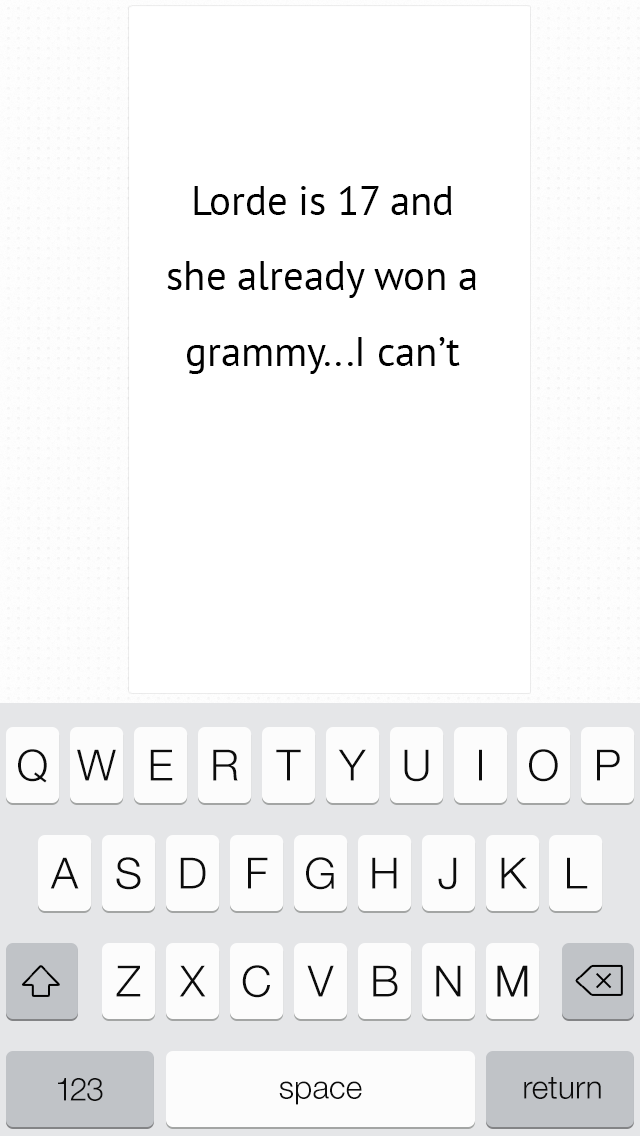 Lorde is 17 and
she already won a
grammy...I can’t
Q W E R T Y U I O P
A S D F G H J K L
Z X C V B N M
123 space return